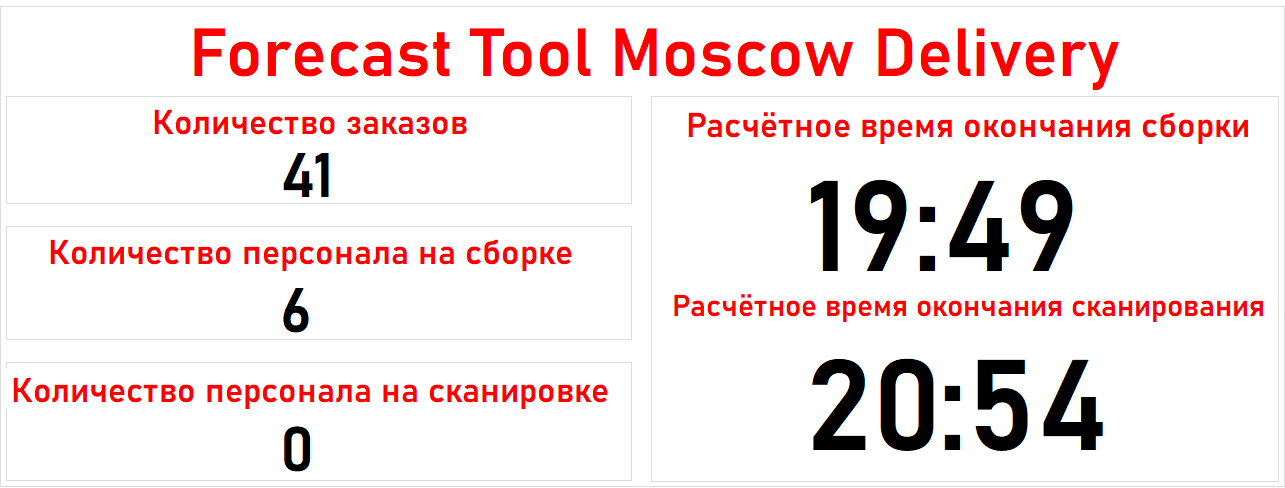 Forecast Tool Moscow Delivery
Количество заказов
41
Количество персонала на сборке
6
Количество персонала на сканировке
0
Расчётное время окончания сборки
19:49
Расчётное время окончания сканирования
20:54